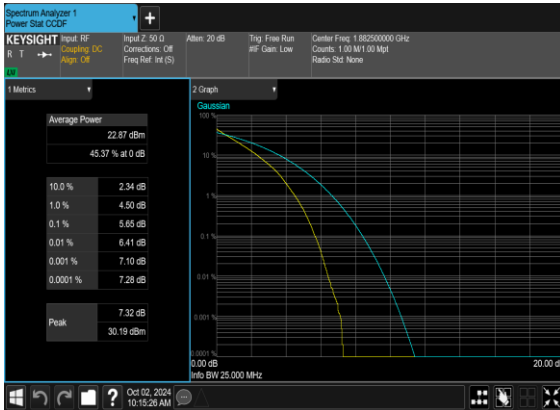 Spectrum Analyzer 1
Power Stat CCDF
KEYSIGHT
R T
LW
Input: RF
Coupling: DC
Align: Off
Input Z: 50 Ω
Corrections: Off
Freq Ref: Int (S)
Atten: 20 dB
Trig: Free Run
#IF Gain: Low
Center Freq: 1.882500000 GHz
Counts: 1.00 M/1.00 Mpt
Radio Std: None
1 Metrics
Average Power
22.87 dBm
45.37 % at 0 dB
10.0 % 2.34 dB
1.0 % 4.50 dB
0.1 % 5.65 dB
0.01 % 6.41 dB
0.001 % 7.10 dB
0.0001 % 7.28 dB
Peak 7.32 dB
30.19 dBm
2 Graph
Gaussian
100 %
10 %
1 %
0.1 %
0.01 %
0.001 %
0.0001 %
0.00 dB 20.00 d
Info BW 25.000 MHz
Oct 02, 2024
10:15:26 AM